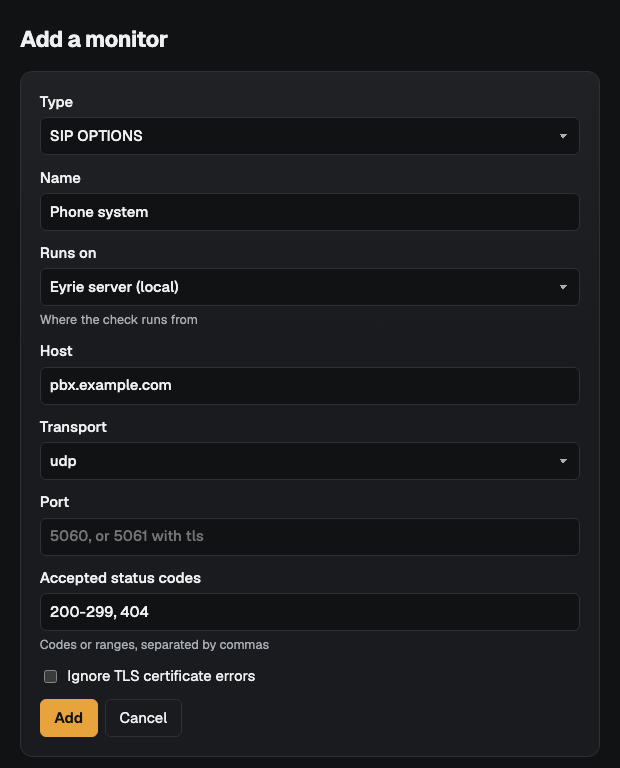 Add a monitor
Type
SIP OPTIONS
Name
Phone system
Runs on
Eyrie server (local)
Where the check runs from
Host
pbx.example.com
Transport
udp
Port
5060, or 5061 with tls
Accepted status codes
200-299, 404
Codes or ranges, separated by commas
Ignore TLS certificate errors
Add Cancel